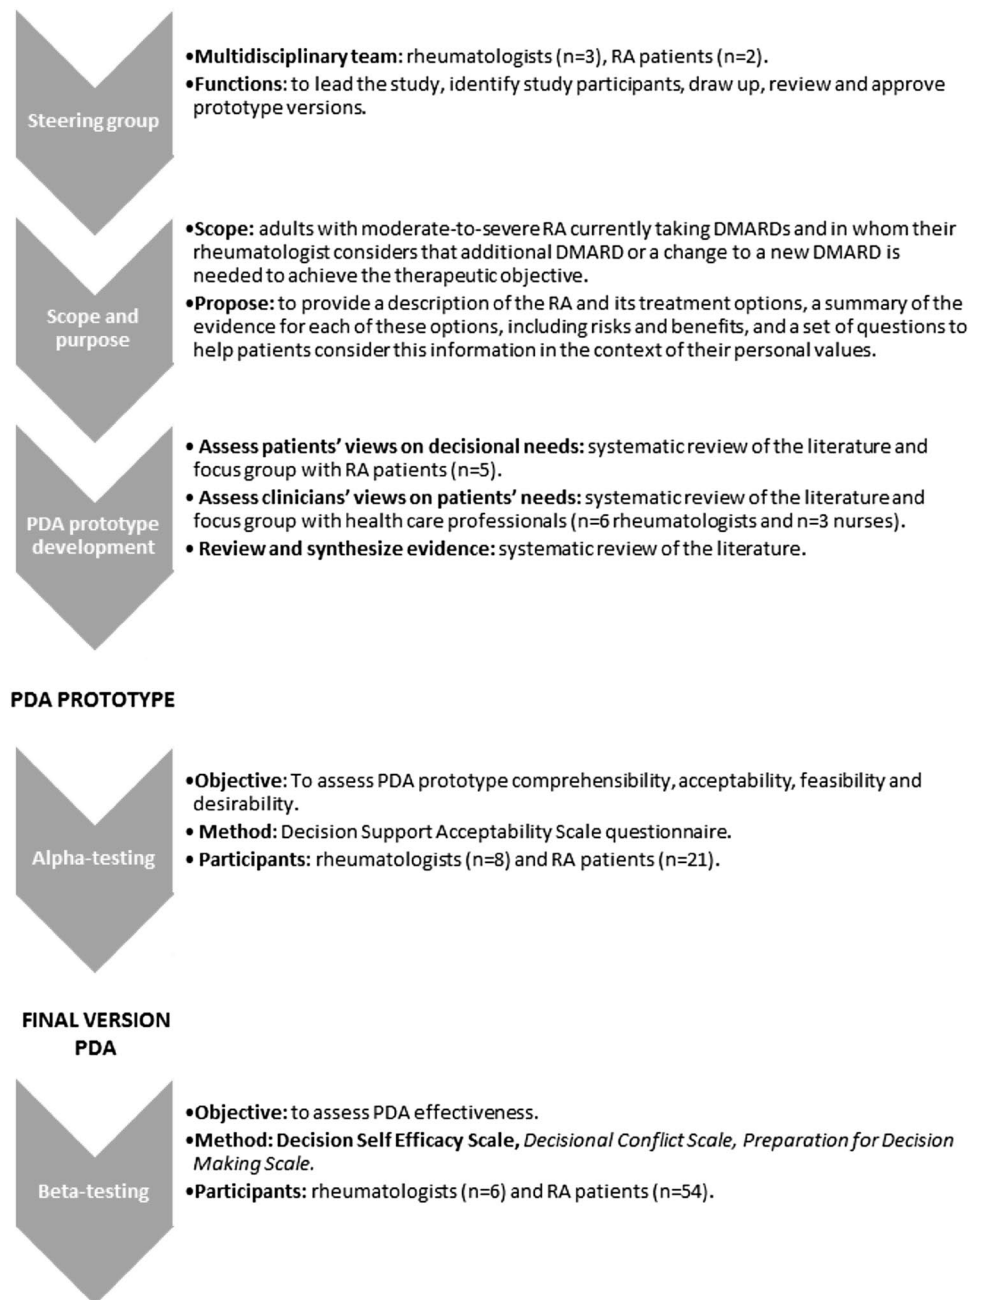 •Multidisciplinary team: rheumatologists (n=3), RA patients (n=2).
•Functions: to lead the study, identify study participants, draw up, review and approve
prototype versions.
Steering group
•Scope: adults with moderate-to-severe RA currently taking DMARDs and in whom their
rheumatologist considers that additional DMARD or a change to a new DMARD is
needed to achieve the therapeutic objective.
•Propose: to provide a description of the RA and its treatment options, a summary of the
evidence for each of these options, including risks and benefits, and a set of questions to
help patients consider this information in the context of their personal values.
Scope and
purpose
• Assess patients’ views on decisional needs: systematic review of the literature and
focus group with RA patients (n=5).
• Assess clinicians’ views on patients’ needs: systematic review of the literature and
focus group with health care professionals (n=6 rheumatologists and n=3 nurses).
• Review and synthesize evidence: systematic review of the literature.
PDA prototype
development
PDA PROTOTYPE
•Objective: To assess PDA prototype comprehensibility, acceptability, feasibility and
desirability.
• Method: Decision Support Acceptability Scale questionnaire.
• Participants: rheumatologists (n=8) and RA patients (n=21).
Alpha-testing
FINAL VERSION
PDA
•Objective: to assess PDA effectiveness.
•Method: Decision Self Efficacy Scale, Decisional Conflict Scale, Preparation for Decision
Making Scale.
•Participants: rheumatologists (n=6) and RA patients (n=54).
Beta-testing